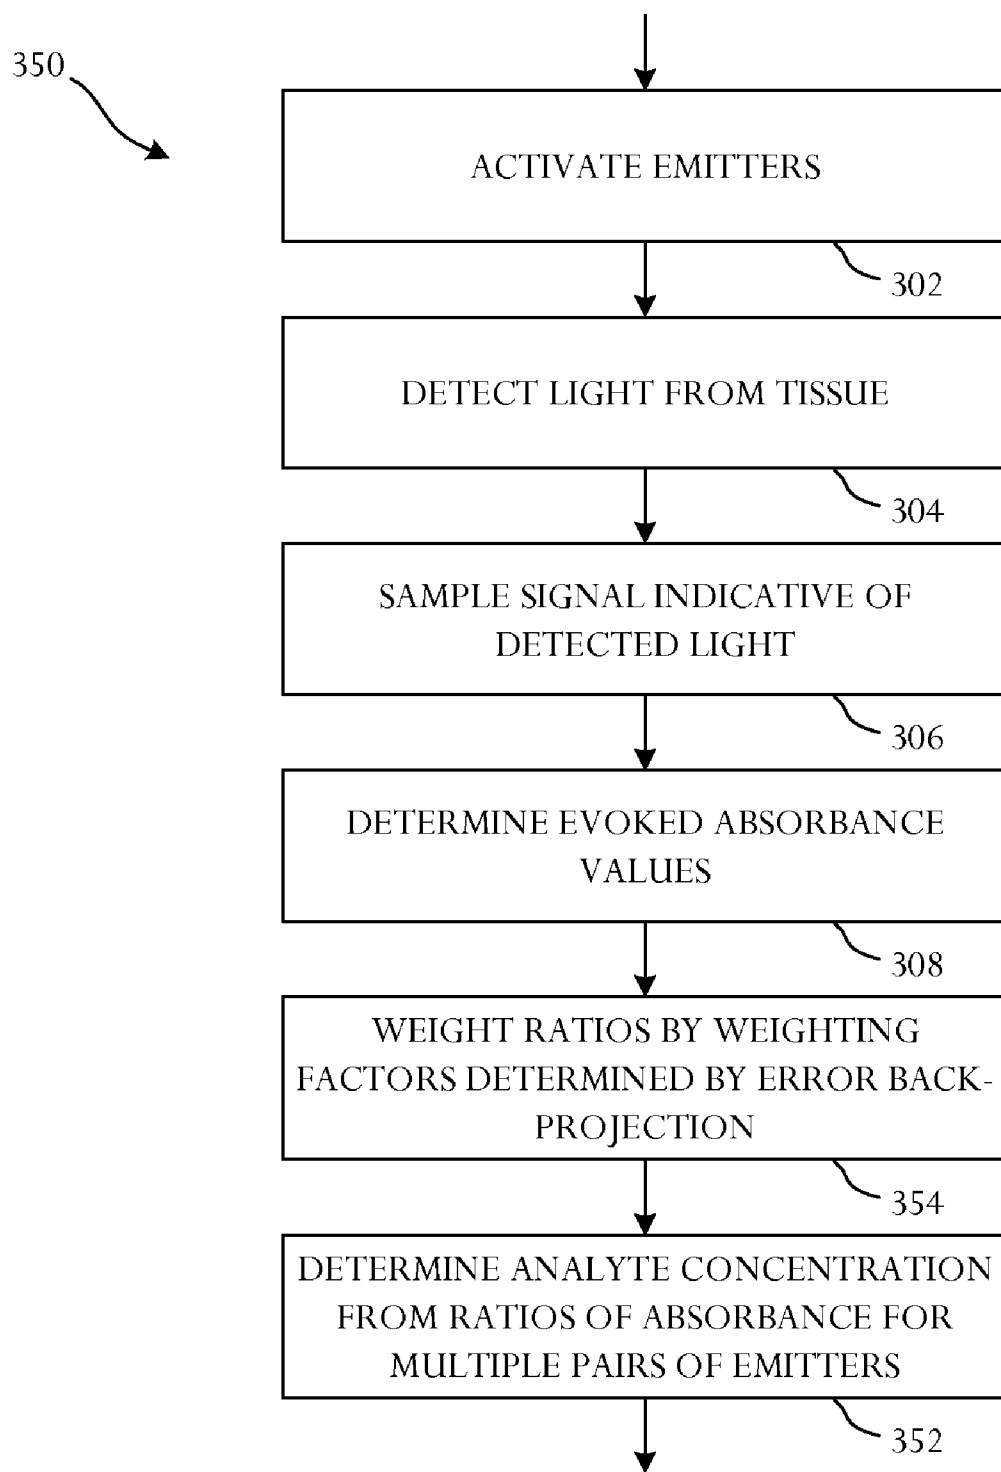 350
ACTIVATE EMITTERS
302
DETECT LIGHT FROM TISSUE
304
SAMPLE SIGNAL INDICATIVE OF
DETECTED LIGHT
306
DETERMINE EVOKED ABSORBANCE
VALUES
308
WEIGHT RATIOS BY WEIGHTING
FACTORS DETERMINED BY ERROR BACK-
PROJECTION
354
DETERMINE ANALYTE CONCENTRATION
FROM RATIOS OF ABSORBANCE FOR
MULTIPLE PAIRS OF EMITTERS
352